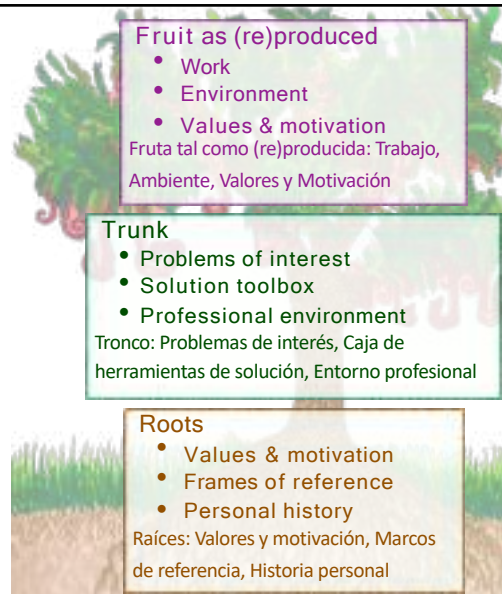 Fruit as (re)produced
• Work
• Environment
• Values & motivation
Fruta tal como (re)producida: Trabajo,
Ambiente, Valores y Motivación
Trunk
• Problems of interest
• Solution toolbox
• Professional environment
Tronco: Problemas de interés, Caja de
herramientas de solución, Entorno profesional
Roots
• Values & motivation
• Frames of reference
• Personal history
Raíces: Valores y motivación, Marcos
de referencia, Historia personal